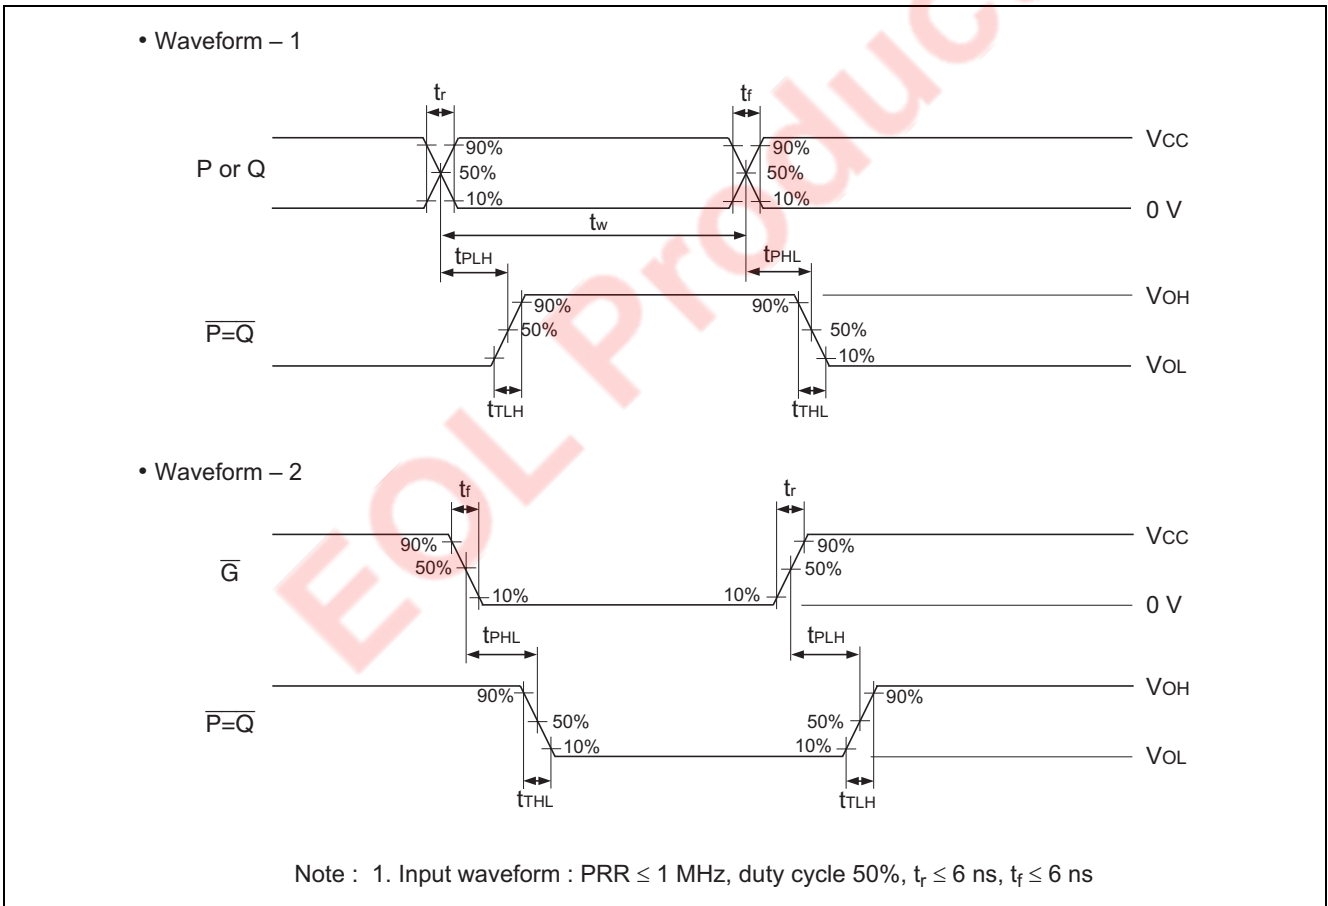 • Waveform – 1
tr
tf
90%
90%
VCC
P or Q
50%
50%
10%
10%
0 V
tw
tPLH
tPHL
90%
90%
VOH
P=Q
50%
50%
10%
VOL
tTLH
tTHL
• Waveform – 2
tf
tr
90%
90%
VCC
G
50%
50%
10%
10%
0 V
tPHL
tPLH
90%
90%
VOH
P=Q
50%
50%
10%
10%
VOL
tTHL
tTLH
Note : 1. Input waveform : PRR ≤ 1 MHz, duty cycle 50%, tr ≤ 6 ns, tf ≤ 6 ns
EOL Produc